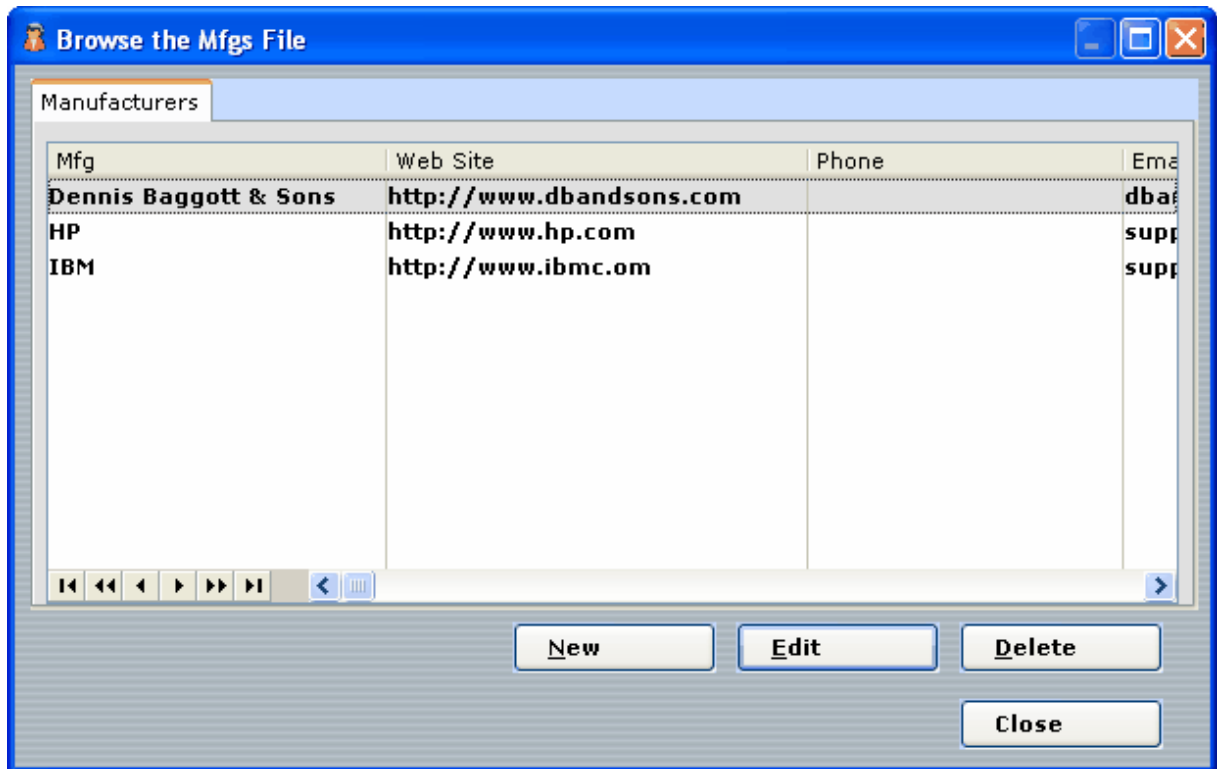 Browse the Mfgs File
Manufacturers
Mfg Web Site Phone
Dennis Baggott & Sons http://www.dbandsons.com
HP http://www.hp.com
IBM http://www.ibmc.om
New Edit Delete
Close